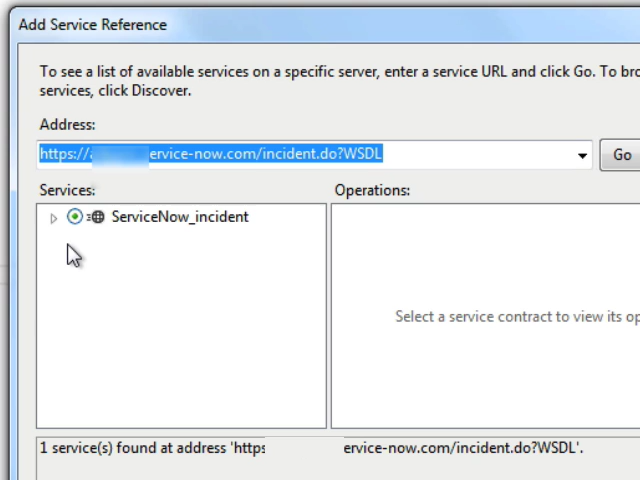 Add Service Reference
To see a list of available services on a specific server, enter a service URL and click Go. To
services, click Discover.
Address:
https:// ervice-now.com/incident.do?WSDL
Go
Services:
Operations:
ServiceNow_incident
Select a service contract to view its
1 service(s) found at address 'https ervice-now.com/incident.do?WSDL'.